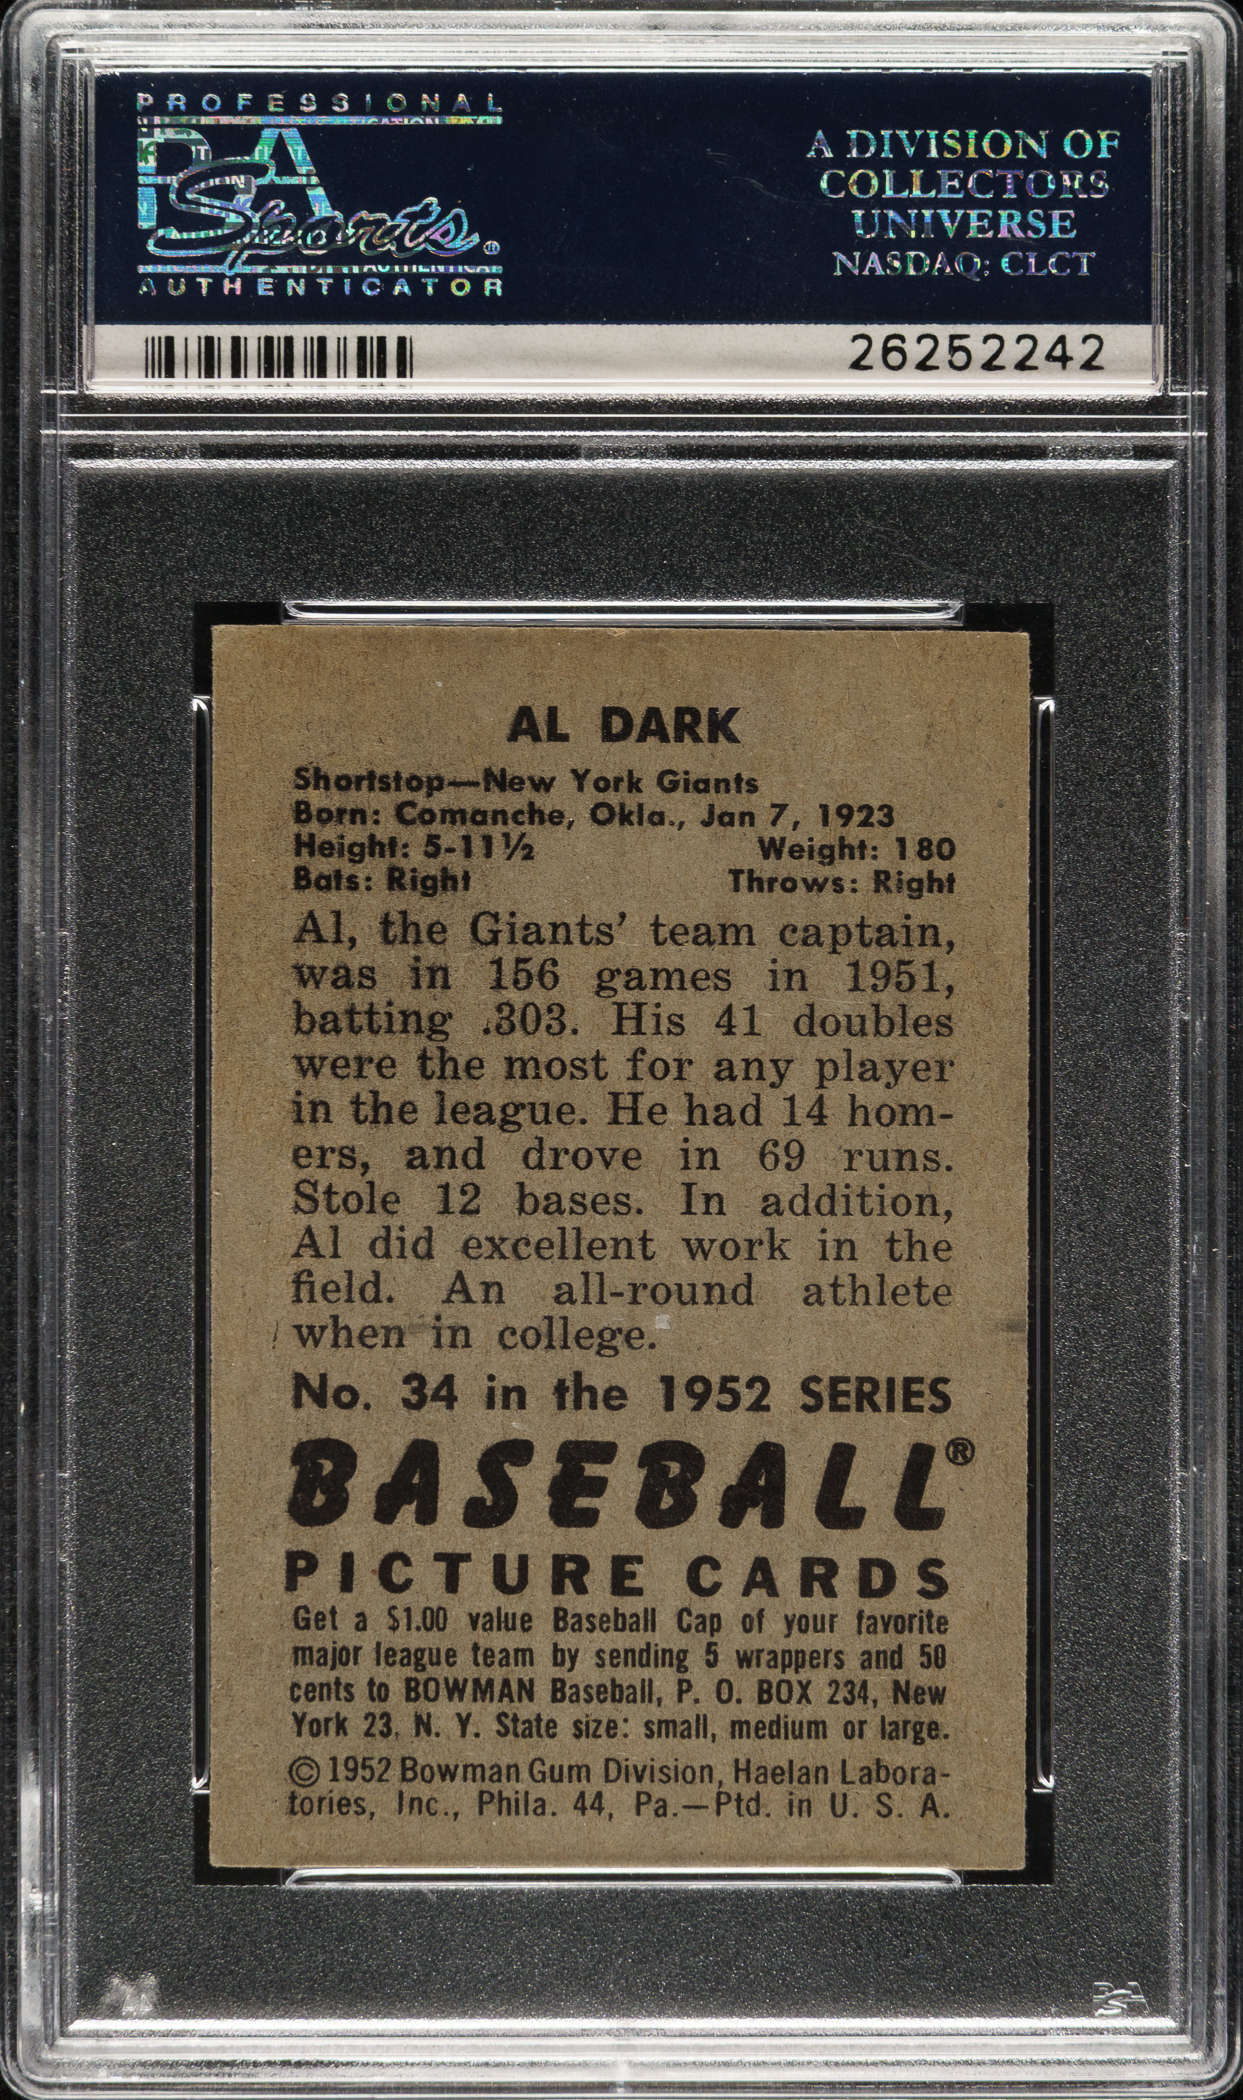 PROFESSIONAL
PSA
Sports®
AUTHENTICATOR
A DIVISION OF
COLLECTORS
UNIVERSE
NASDAQ: CLCT
26252242
AL DARK
Shortstop—New York Giants
Born: Comanche, Okla., Jan 7, 1923
Height: 5-11½ Weight: 180
Bats: Right Throws: Right
Al, the Giants' team captain,
was in 156 games in 1951,
batting .303. His 41 doubles
were the most for any player
in the league. He had 14 hom-
ers, and drove in 69 runs.
Stole 12 bases. In addition,
Al did excellent work in the
field. An all-round athlete
when in college.
No. 34 in the 1952 SERIES
BASEBALL®
PICTURE CARDS
Get a $1.00 value Baseball Cap of your favorite
major league team by sending 5 wrappers and 50
cents to BOWMAN Baseball, P. O. BOX 234, New
York 23, N. Y. State size: small, medium or large.
© 1952 Bowman Gum Division, Haelan Labora-
tories, Inc., Phila. 44, Pa.—Ptd. in U. S. A.
PSA